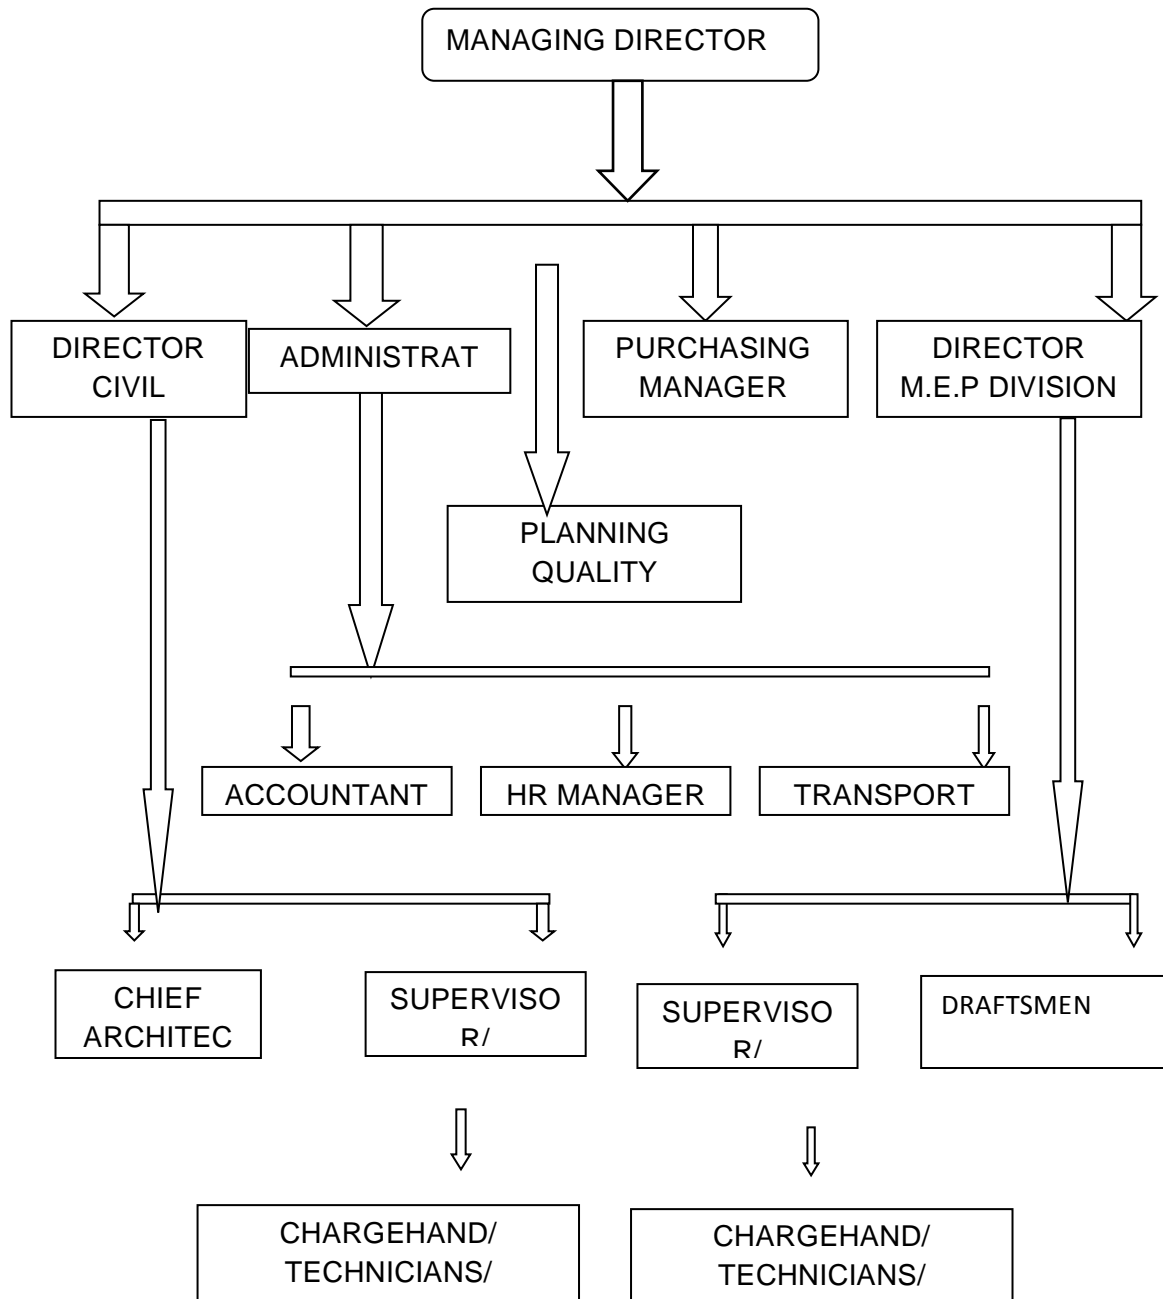 MANAGING DIRECTOR
DIRECTOR
CIVIL
ADMINISTRAT
PURCHASING
MANAGER
DIRECTOR
M.E.P DIVISION
PLANNING
QUALITY
ACCOUNTANT
HR MANAGER
TRANSPORT
CHIEF
ARCHITEC
SUPERVISO
R/
SUPERVISO
R/
DRAFTSMEN
CHARGEHAND/
TECHNICIANS/
CHARGEHAND/
TECHNICIANS/